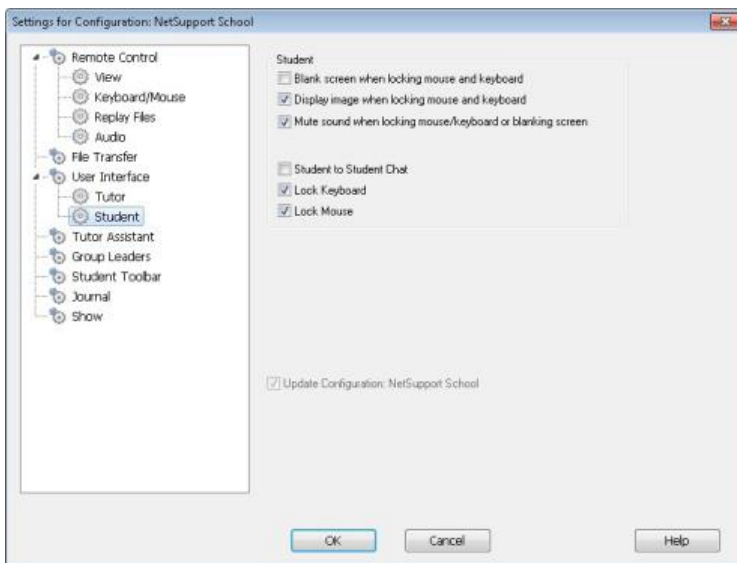 Settings for Configuration: NetSupport School
Remote Control
View
Keyboard/Mouse
Replay Files
Audio
File Transfer
User Interface
Tutor
Student
Tutor Assistant
Group Leaders
Student Toolbar
Journal
Show
Student
Blank screen when locking mouse and keyboard
Display image when locking mouse and keyboard
Mute sound when locking mouse/keyboard or blanking screen
Student to Student Chat
Lock Keyboard
Lock Mouse
Update Configuration: NetSupport School
OK
Cancel
Help